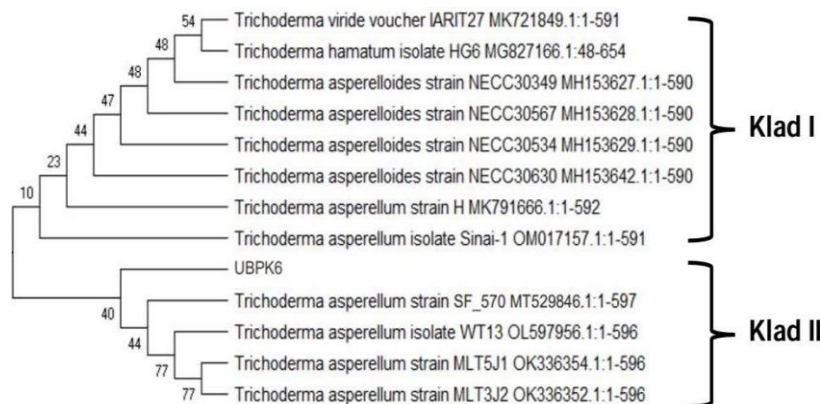 54
Trichoderma viride voucher IARIT27 MK721849.1:1-591
48
Trichoderma hamatum isolate HG6 MG827166.1:48-654
48
Trichoderma asperelloides strain NECC30349 MH153627.1:1-590
47
Trichoderma asperelloides strain NECC30567 MH153628.1:1-590
44
Trichoderma asperelloides strain NECC30534 MH153629.1:1-590
23
Trichoderma asperelloides strain NECC30630 MH153642.1:1-590
10
Trichoderma asperellum strain H MK791666.1:1-592
Trichoderma asperellum isolate Sinai-1 OM017157.1:1-591
Klad I
UBPK6
40
Trichoderma asperellum strain SF_570 MT529846.1:1-597
44
Trichoderma asperellum isolate WT13 OL597956.1:1-596
77
Trichoderma asperellum strain MLT5J1 OK336354.1:1-596
77
Trichoderma asperellum strain MLT3J2 OK336352.1:1-596
Klad II